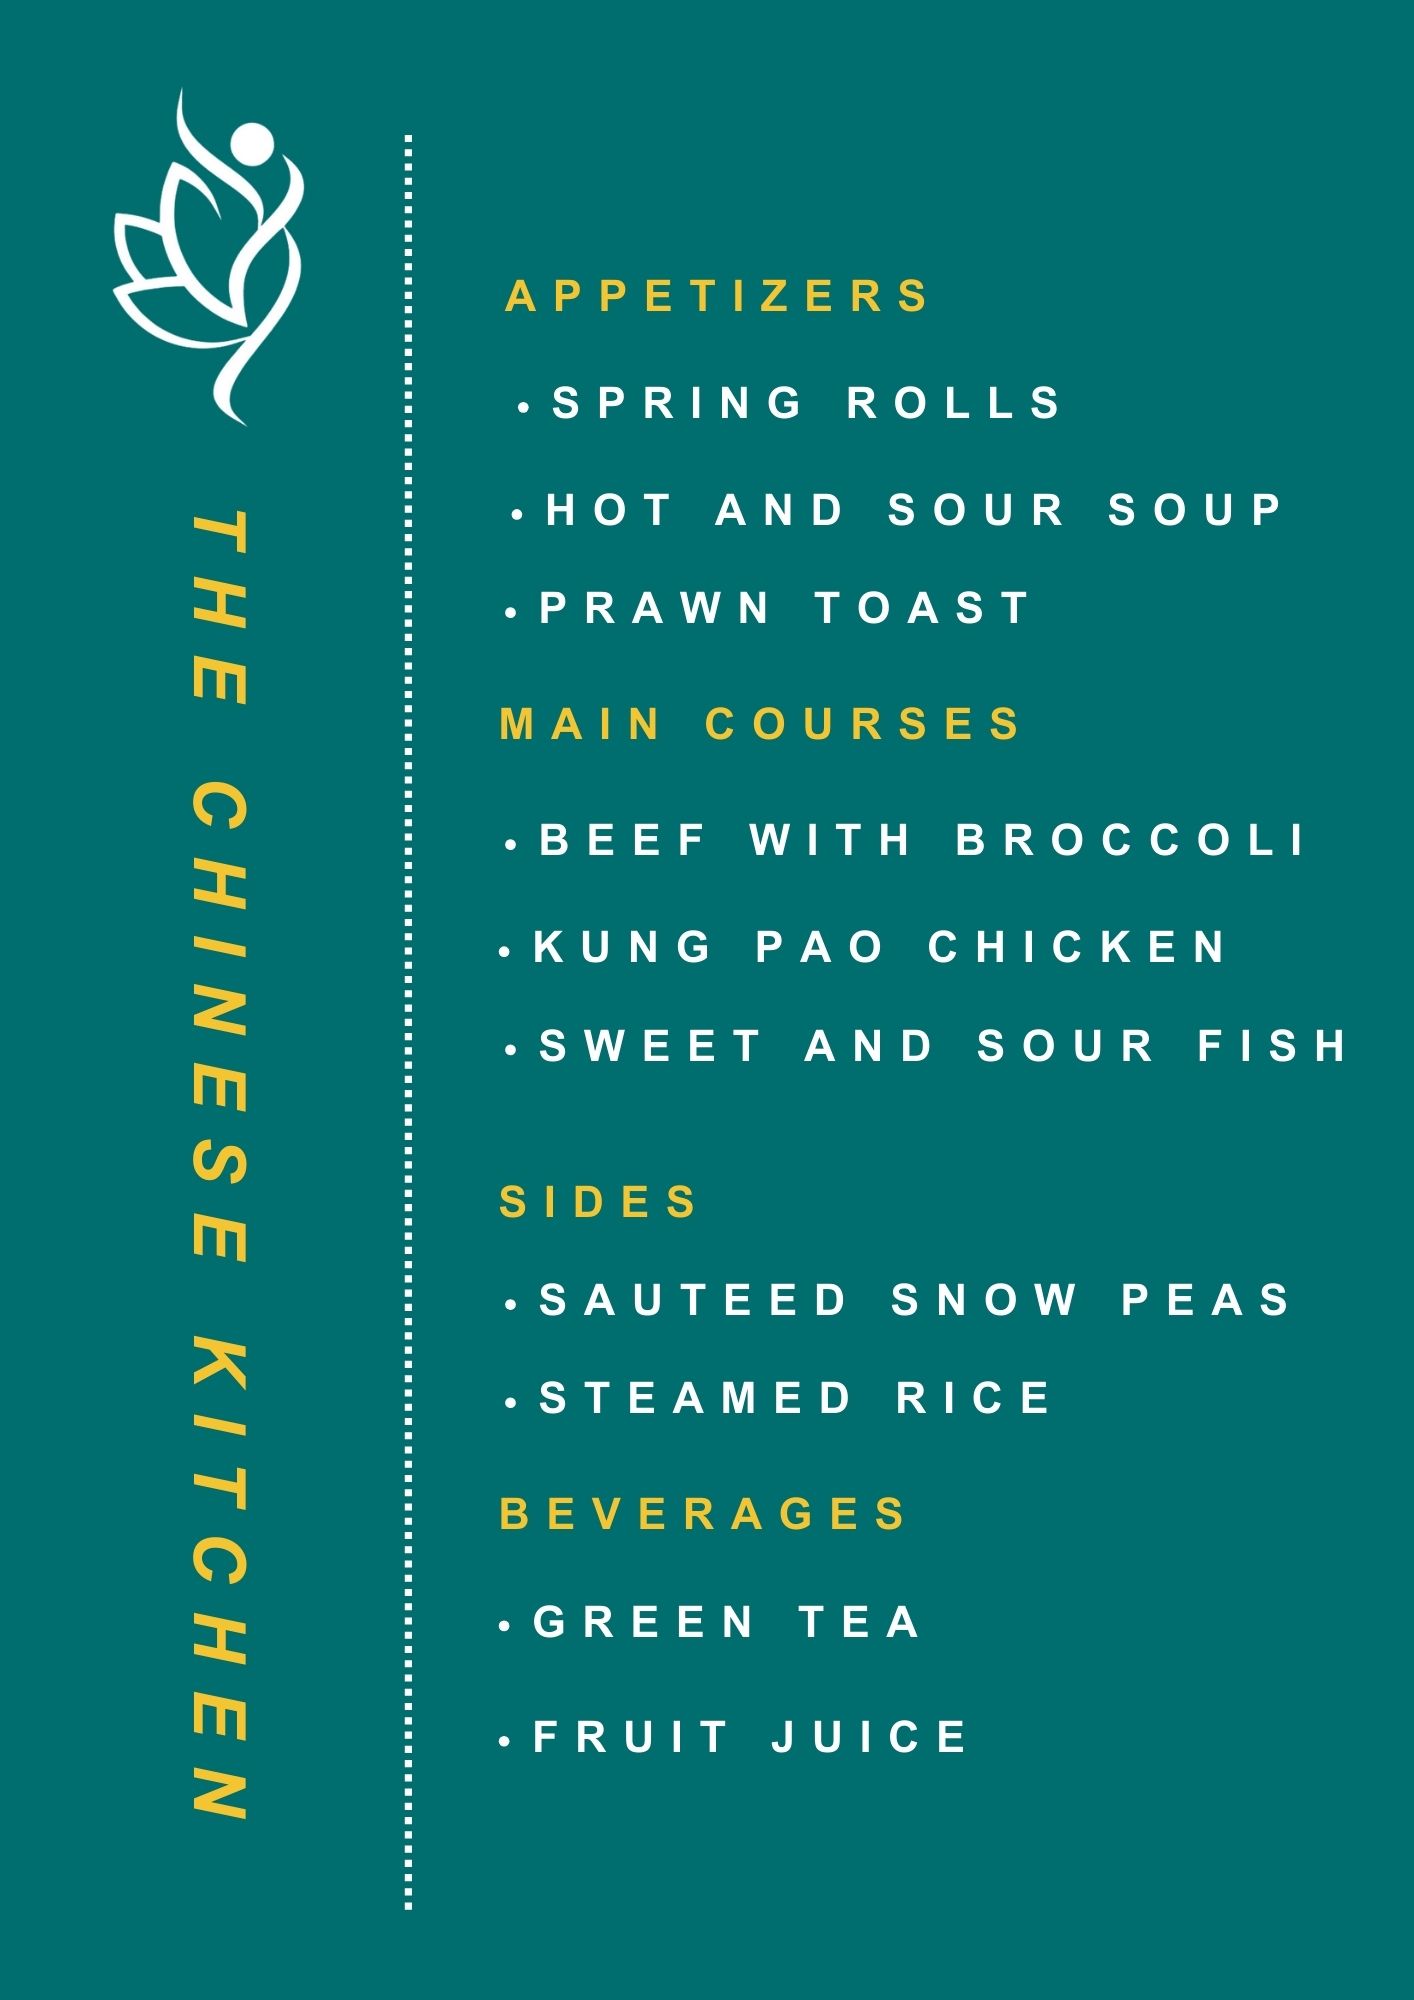 THE CHINESE KITCHEN
APPETIZERS
• SPRING ROLLS
• HOT AND SOUR SOUP
• PRAWN TOAST
MAIN COURSES
• BEEF WITH BROCCOLI
• KUNG PAO CHICKEN
• SWEET AND SOUR FISH
SIDES
• SAUTEED SNOW PEAS
• STEAMED RICE
BEVERAGES
• GREEN TEA
• FRUIT JUICE